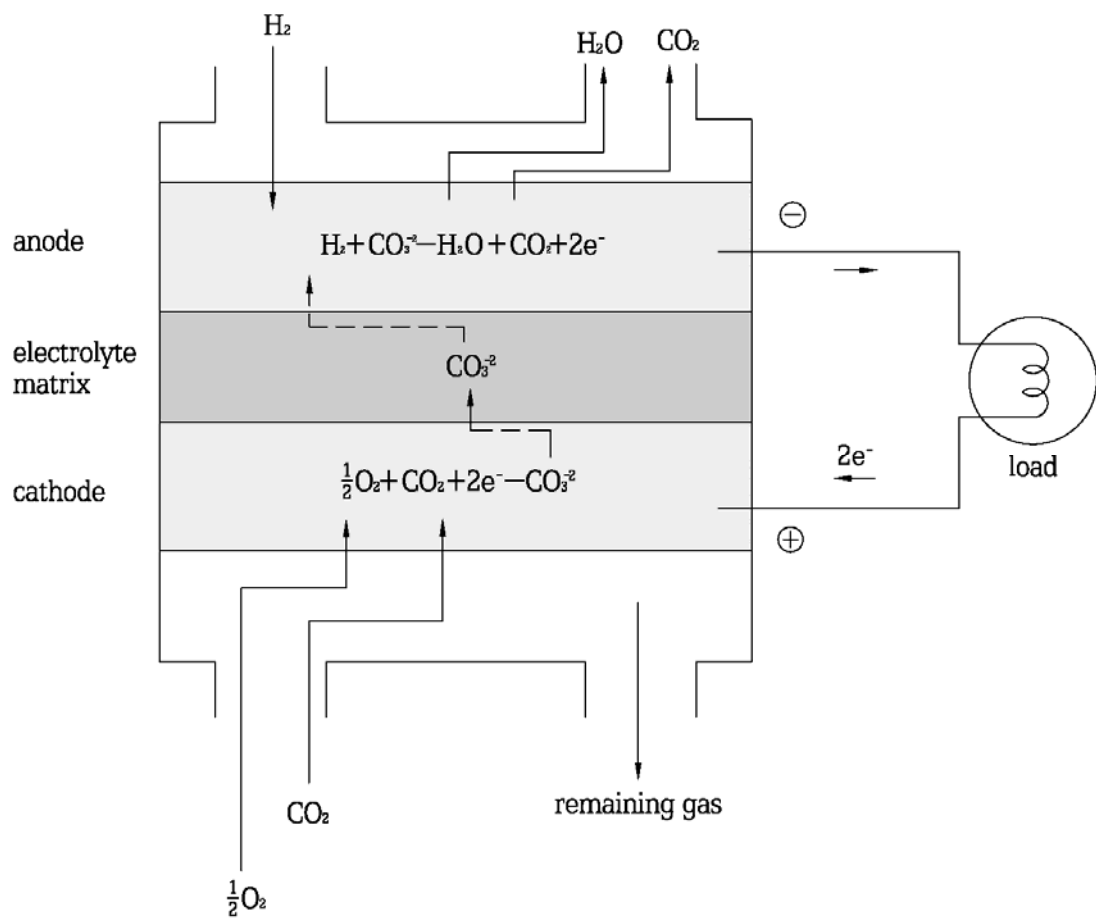 H₂
H₂O
CO₂
⊖
anode
H₂+CO₃⁻²—H₂O+CO₂+2e⁻
electrolyte
matrix
CO₃⁻²
load
2e⁻
cathode
½O₂+CO₂+2e⁻—CO₃⁻²
⊕
remaining gas
CO₂
½O₂